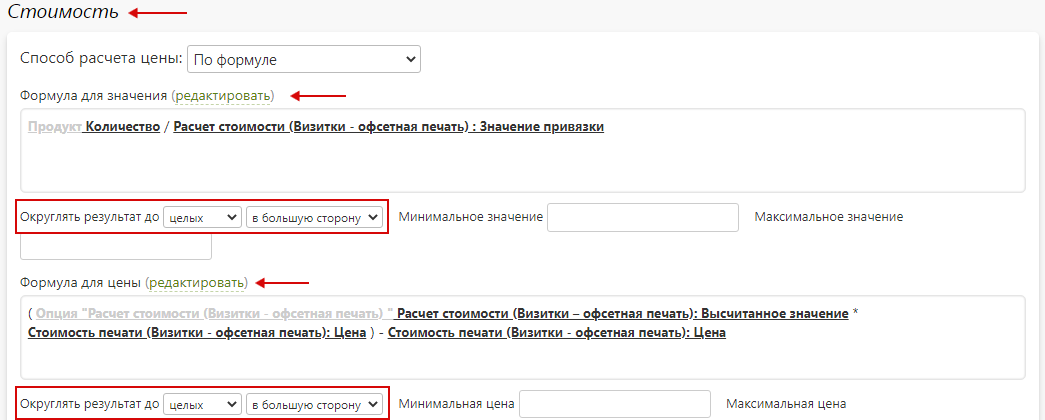 Стоимость
Способ расчета цены: По формуле
Формула для значения (редактировать)
Продукт Количество / Расчет стоимости (Визитки - офсетная печать) : Значение привязки
Округлять результат до целых в большую сторону Минимальное значение Максимальное значение
Формула для цены (редактировать)
( Опция "Расчет стоимости (Визитки - офсетная печать) " Расчет стоимости (Визитки – офсетная печать): Высчитанное значение *
Стоимость печати (Визитки - офсетная печать): Цена ) - Стоимость печати (Визитки - офсетная печать): Цена
Округлять результат до целых в большую сторону Минимальная цена Максимальная цена